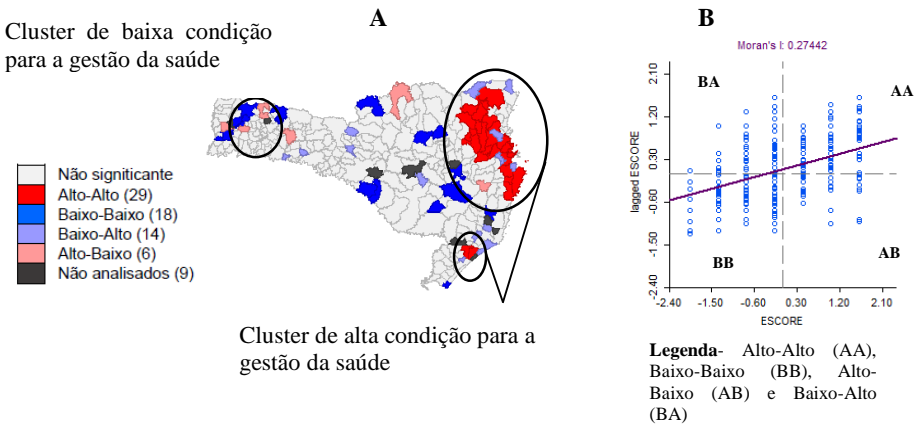 Cluster de baixa condição
para a gestão da saúde
A
Não significante
Alto-Alto (29)
Baixo-Baixo (18)
Baixo-Alto (14)
Alto-Baixo (6)
Não analisados (9)
Cluster de alta condição para a
gestão da saúde
B
Moran's I: 0.27442
BA
AA
BB
AB
lagged ESCORE
2.10
1.20
0.30
-0.60
-1.50
-2.40
-2.40 -1.50 -0.60 0.30 1.20 2.10
ESCORE
Legenda- Alto-Alto (AA),
Baixo-Baixo (BB), Alto-
Baixo (AB) e Baixo-Alto
(BA)